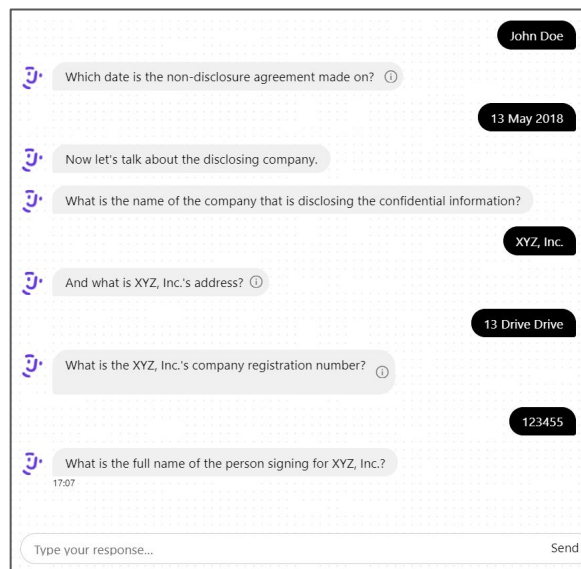 John Doe
Which date is the non-disclosure agreement made on?
13 May 2018
Now let's talk about the disclosing company.
What is the name of the company that is disclosing the confidential information?
XYZ, Inc.
And what is XYZ, Inc.'s address?
13 Drive Drive
What is the XYZ, Inc.'s company registration number?
123455
What is the full name of the person signing for XYZ, Inc.?
17:07
Type your response... Send